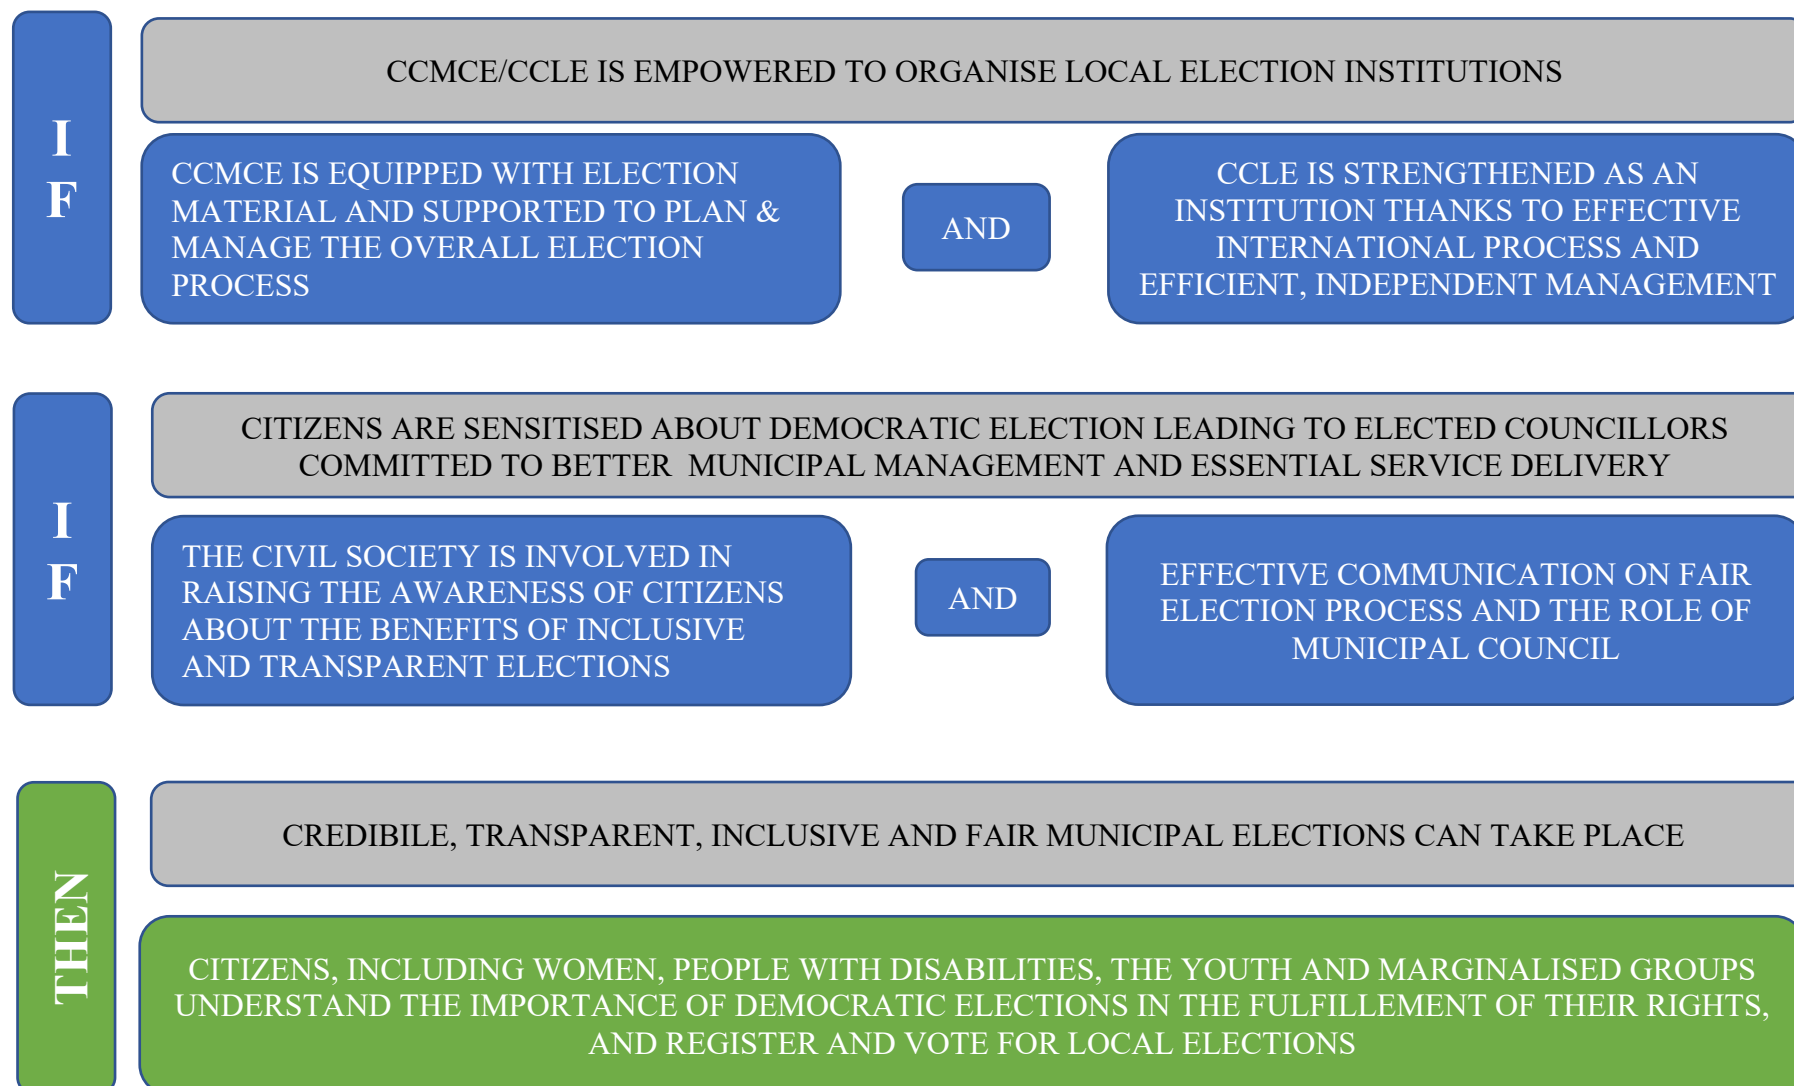 I
F
CCMCE/CCLE IS EMPOWERED TO ORGANISE LOCAL ELECTION INSTITUTIONS
CCMCE IS EQUIPPED WITH ELECTION
MATERIAL AND SUPPORTED TO PLAN &
MANAGE THE OVERALL ELECTION
PROCESS
AND
CCLE IS STRENGTHENED AS AN
INSTITUTION THANKS TO EFFECTIVE
INTERNATIONAL PROCESS AND
EFFICIENT, INDEPENDENT MANAGEMENT
I
F
CITIZENS ARE SENSITISED ABOUT DEMOCRATIC ELECTION LEADING TO ELECTED COUNCILLORS
COMMITTED TO BETTER  MUNICIPAL MANAGEMENT AND ESSENTIAL SERVICE DELIVERY
THE CIVIL SOCIETY IS INVOLVED IN
RAISING THE AWARENESS OF CITIZENS
ABOUT THE BENEFITS OF INCLUSIVE
AND TRANSPARENT ELECTIONS
AND
EFFECTIVE COMMUNICATION ON FAIR
ELECTION PROCESS AND THE ROLE OF
MUNICIPAL COUNCIL
THEN
CREDIBILE, TRANSPARENT, INCLUSIVE AND FAIR MUNICIPAL ELECTIONS CAN TAKE PLACE
CITIZENS, INCLUDING WOMEN, PEOPLE WITH DISABILITIES, THE YOUTH AND MARGINALISED GROUPS
UNDERSTAND THE IMPORTANCE OF DEMOCRATIC ELECTIONS IN THE FULFILLEMENT OF THEIR RIGHTS,
AND REGISTER AND VOTE FOR LOCAL ELECTIONS